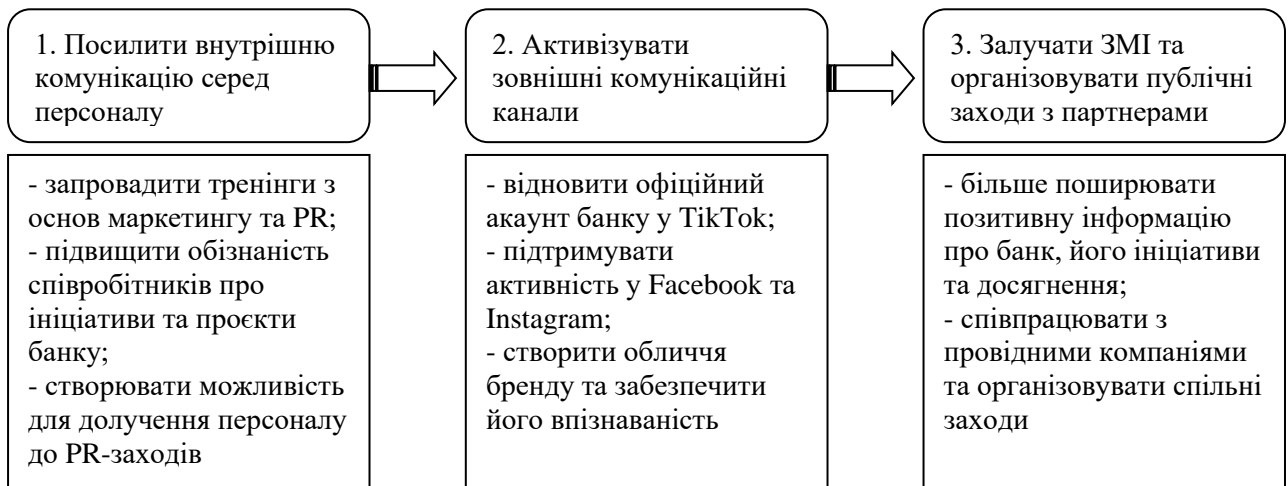 1. Посилити внутрішню
комунікацію серед
персоналу
2. Активізувати
зовнішні комунікаційні
канали
3. Залучати ЗМІ та
організовувати публічні
заходи з партнерами
- запровадити тренінги з
основ маркетингу та PR;
- підвищити обізнаність
співробітників про
ініціативи та проєкти
банку;
- створювати можливість
для долучення персоналу
до PR-заходів
- відновити офіційний
акаунт банку у TikTok;
- підтримувати
активність у Facebook та
Instagram;
- створити обличчя
бренду та забезпечити
його впізнаваність
- більше поширювати
позитивну інформацію
про банк, його ініціативи
та досягнення;
- співпрацювати з
провідними компаніями
та організовувати спільні
заходи